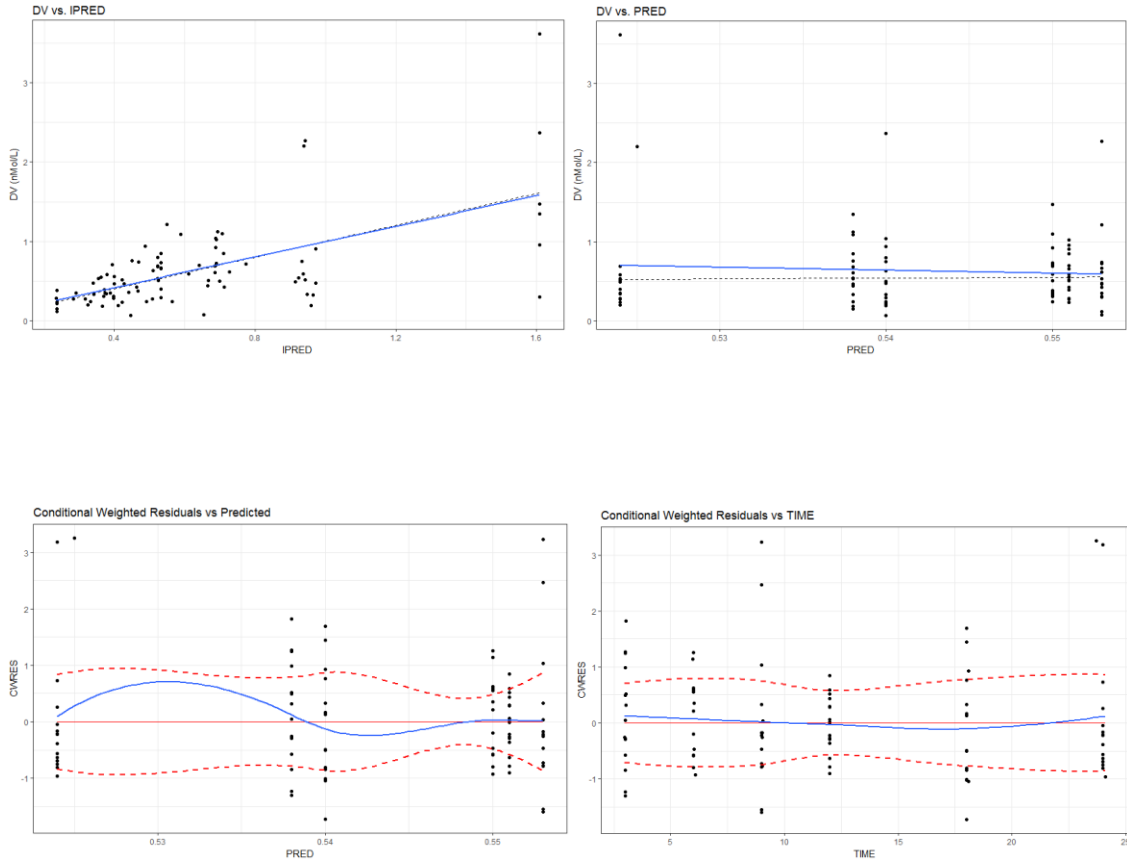 DV vs. IPRED
DV (nMol/L)
3
2
1
0
0.4
0.8
1.2
1.6
IPRED
DV vs. PRED
DV (nMol/L)
3
2
1
0
0.53
0.54
0.55
PRED
Conditional Weighted Residuals vs Predicted
CWRES
3
2
1
0
-1
0.53
0.54
0.55
PRED
Conditional Weighted Residuals vs TIME
CWRES
3
2
1
0
-1
5
10
15
20
25
TIME